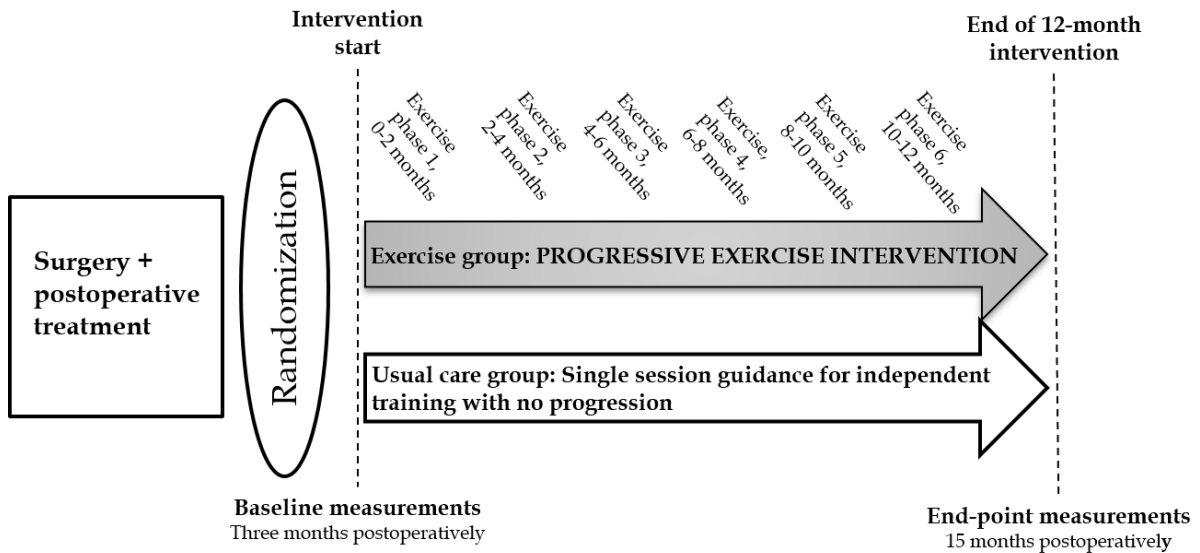 Intervention
start
End of 12-month
intervention
Exercise
phase 1,
0-2 months
Exercise
phase 2,
2-4 months
Exercise
phase 3,
4-6 months
Exercise,
phase 4,
6-8 months
Exercise
phase 5,
8-10 months
Exercise
phase 6,
10-12 months
Surgery +
postoperative
treatment
Randomization
Exercise group: PROGRESSIVE EXERCISE INTERVENTION
Usual care group: Single session guidance for independent
training with no progression
Baseline measurements
Three months postoperatively
End-point measurements
15 months postoperatively